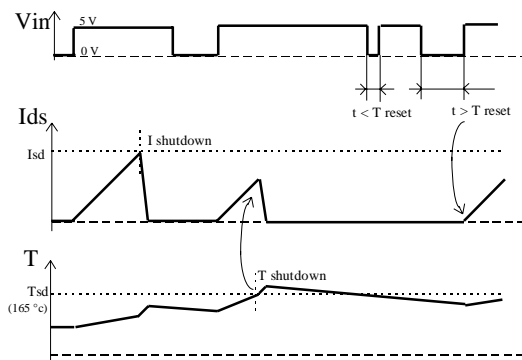 Vin
5 V
0 V
t < T reset
t > T reset
Ids
Isd
I shutdown
T
T shutdown
Tsd
(165 °c)